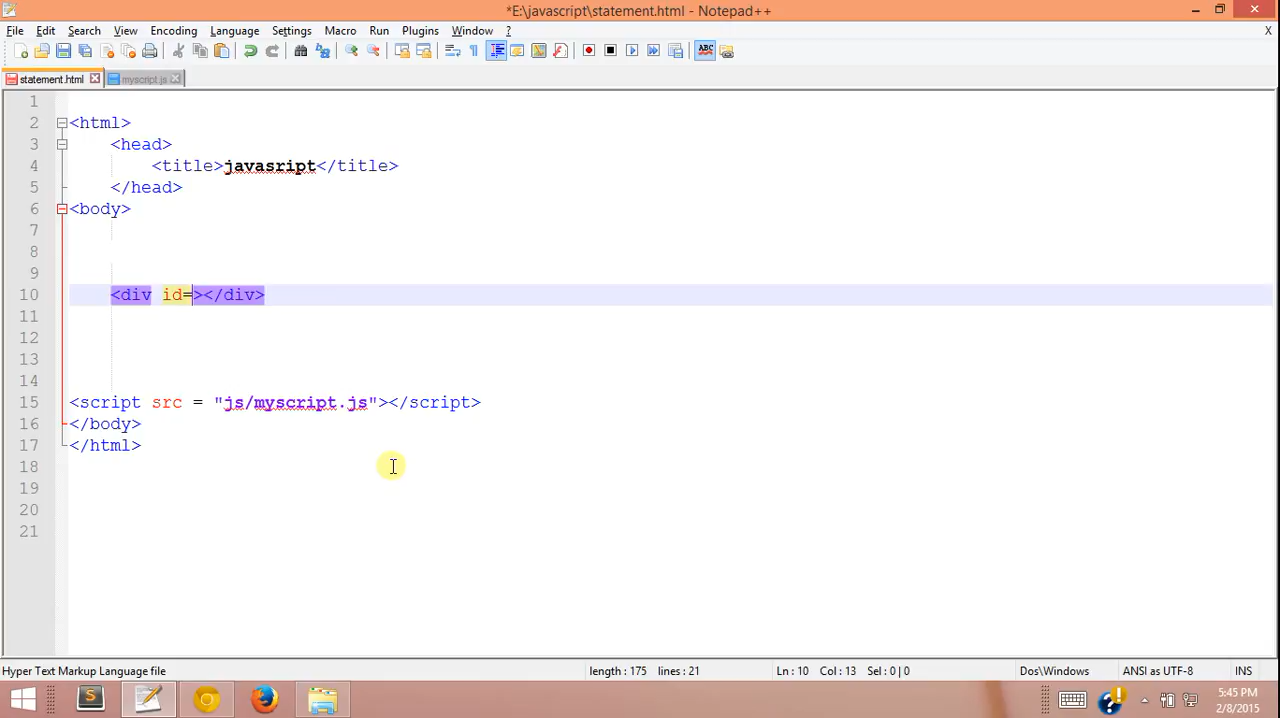 *E:\javascript\statement.html - Notepad++
File Edit Search View Encoding Language Settings Macro Run Plugins Window ? X
ABC
statement.html myscript.js
1
2 <html>
3 <head>
4 <title>javasript</title>
5 </head>
6 <body>
7
8
9
10 <div id=></div>
11
12
13
14
15 <script src = "js/myscript.js"></script>
16 </body>
17 </html>
18
19
20
21
Hyper Text Markup Language file length : 175 lines : 21 Ln : 10 Col : 13 Sel : 0 | 0 Dos\Windows ANSI as UTF-8 INS
5:45 PM
2/8/2015